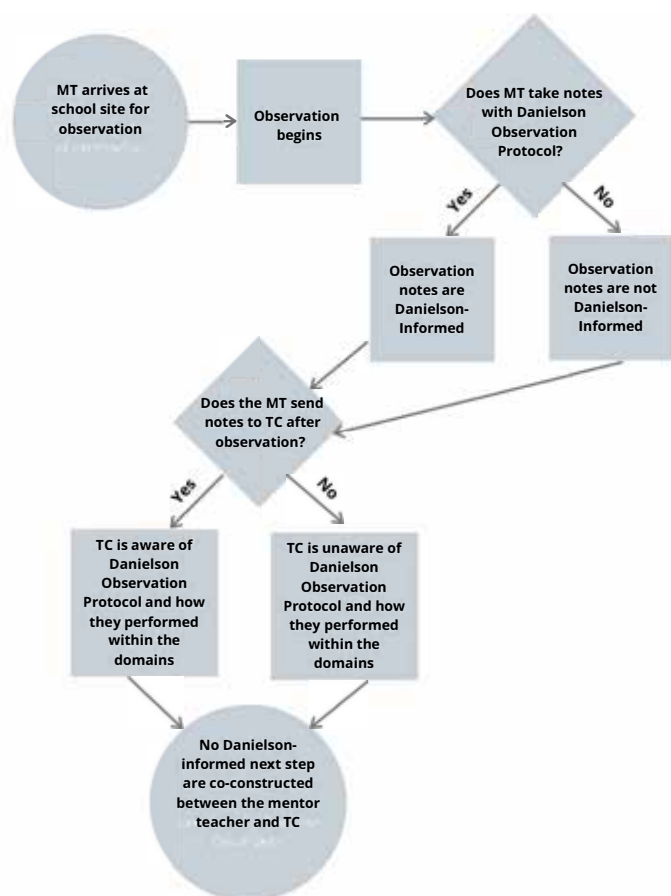 MT arrives at
school site for
observation
Observation
begins
Does MT take notes
with Danielson
Observation
Protocol?
Yes
No
Observation
notes are
Danielson-
Informed
Observation
notes are not
Danielson-
Informed
Does the MT send
notes to TC after
observation?
Yes
No
TC is aware of
Danielson
Observation
Protocol and how
they performed
within the
domains
TC is unaware of
Danielson
Observation
Protocol and how
they performed
within the
domains
No Danielson-
informed next step
are co-constructed
between the mentor
teacher and TC